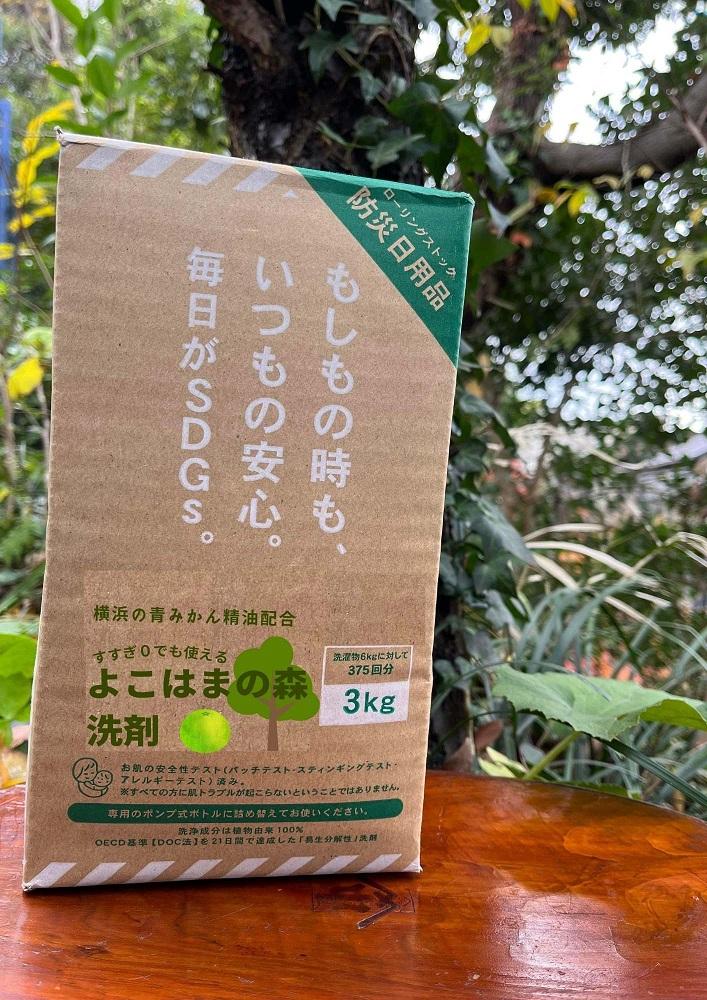 ローリングストック
防災日用品
もしもの時も、
いつもの安心。
毎日がSDGs。
横浜の青みかん精油配合
すすぎ0でも使える
よこはまの森
洗剤
洗濯物6kgに対して
375回分
3kg
お肌の安全性テスト(パッチテスト・スティンギングテスト・
アレルギーテスト)済み。
※すべての方に肌トラブルが起こらないということではありません。
専用のポンプ式ボトルに詰め替えてお使いください。
洗浄成分は植物由来100%
OECD基準【DOC法】を21日間で達成した「易生分解性」洗剤